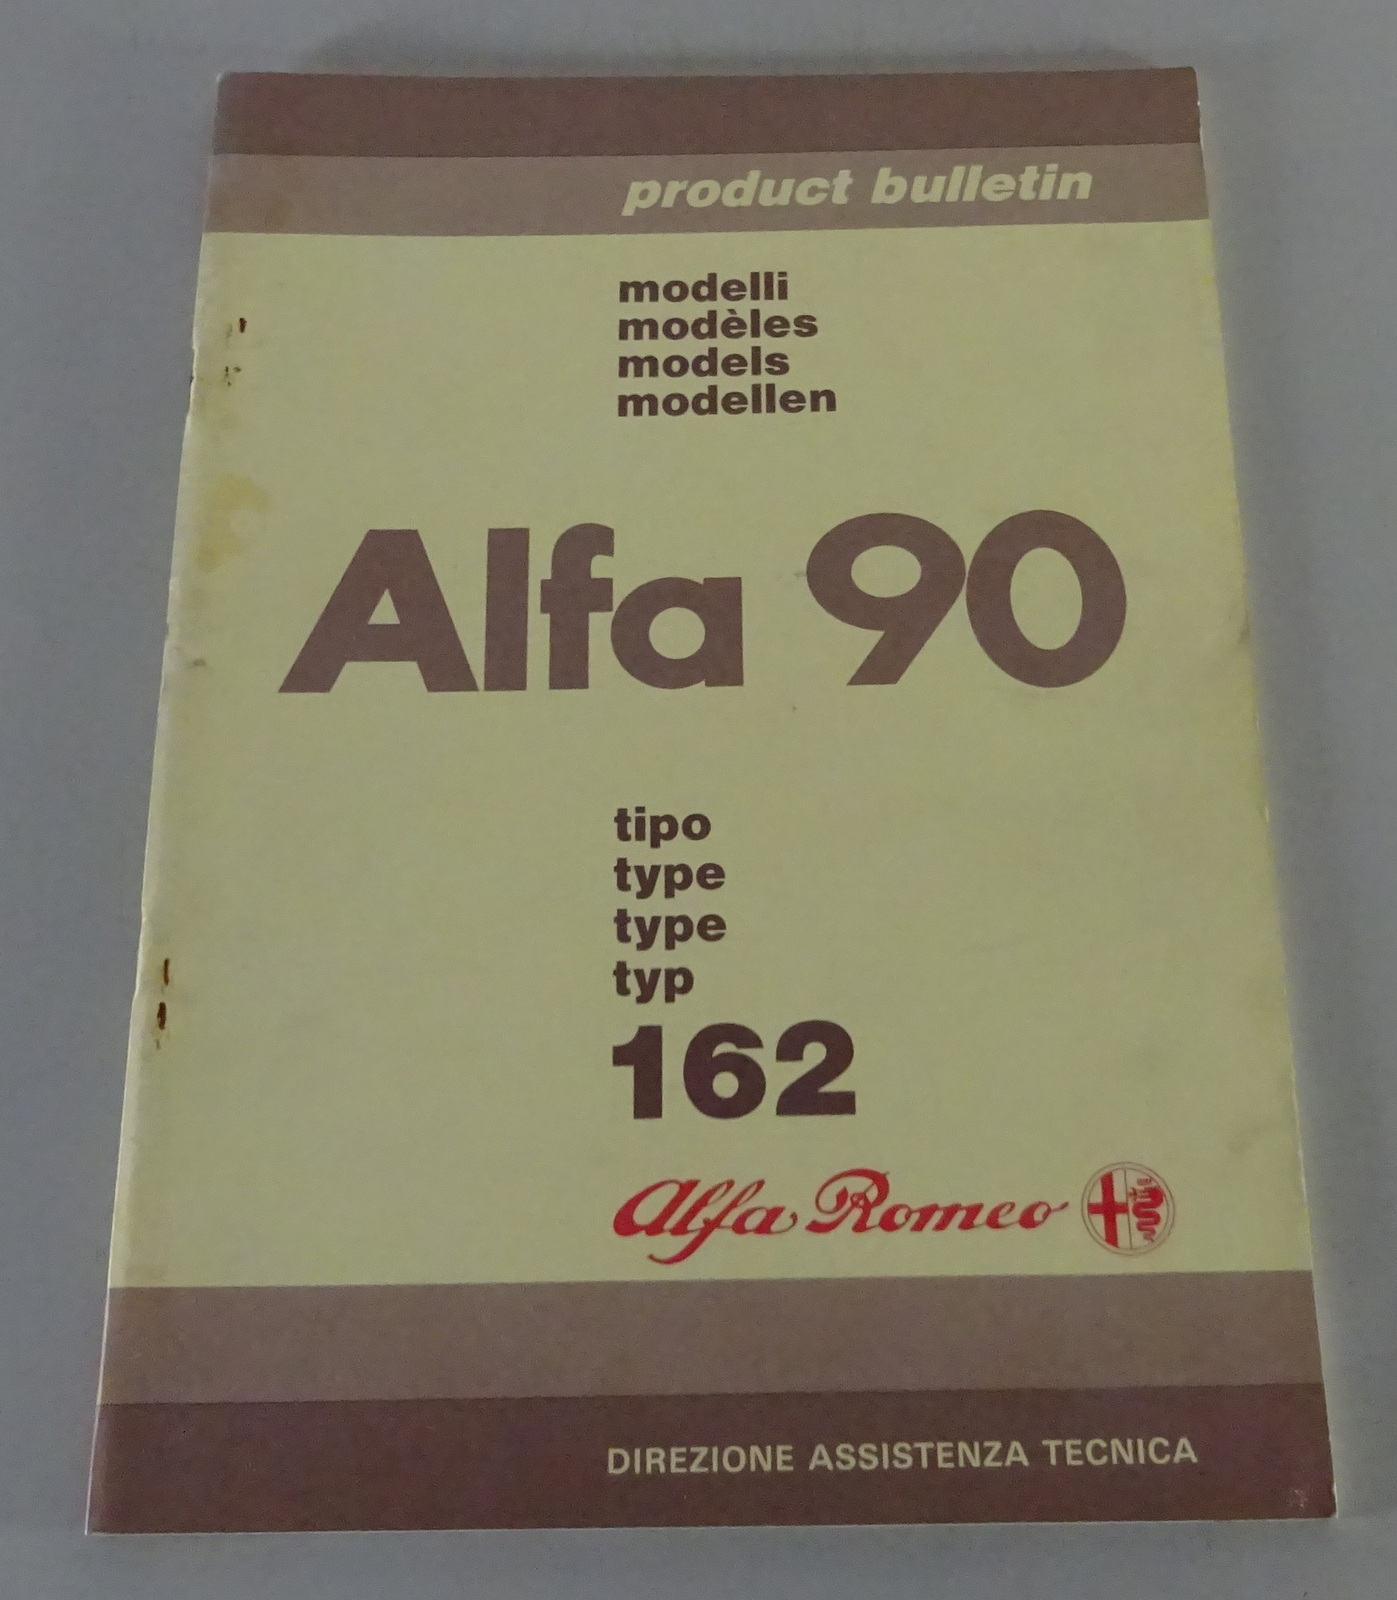 product bulletin
modelli
modèles
models
modellen
Alfa 90
tipo
type
type
typ
162
Alfa Romeo
DIREZIONE ASSISTENZA TECNICA